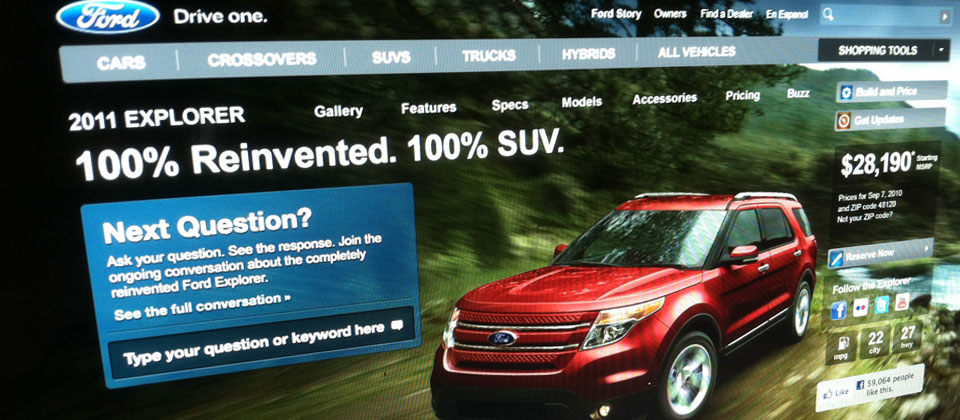 Ford
Drive one.
Ford Story Owners Find a Dealer En Espanol
CARS CROSSOVERS SUVS TRUCKS HYBRIDS ALL VEHICLES SHOPPING TOOLS
2011 EXPLORER
Gallery Features Specs Models Accessories Pricing Buzz
100% Reinvented. 100% SUV.
Next Question?
Ask your question. See the response. Join the
ongoing conversation about the completely
reinvented Ford Explorer.
See the full conversation »
Type your question or keyword here
Build and Price
Get Updates
$28,190* Starting
MSRP
Prices for Sep 7, 2010
and ZIP code 48120
Not your ZIP code?
Reserve Now
Follow the Explorer
mpg
22
city
27
hwy
Like
59,064 people
like this.
Ford